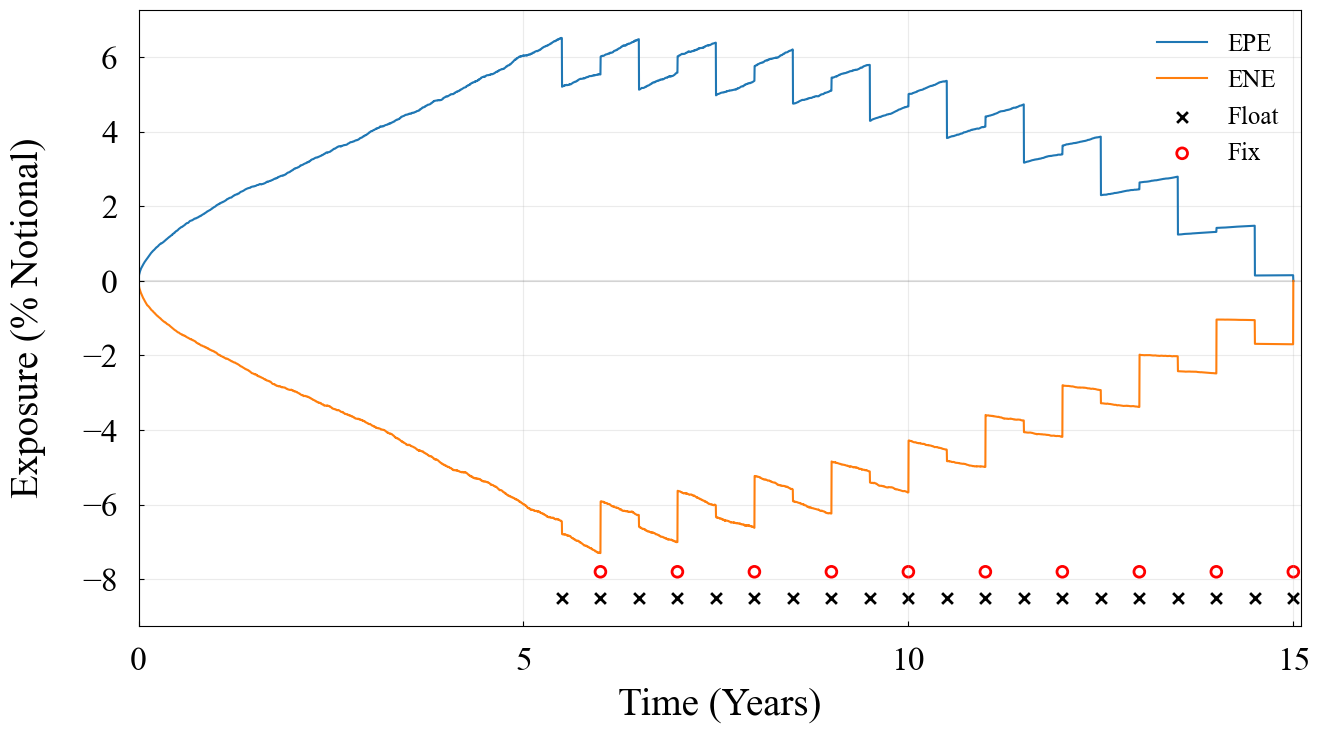 Exposure (% Notional)
6
4
2
0
−2
−4
−6
−8
EPE
ENE
Float
Fix
0 5 10 15
Time (Years)